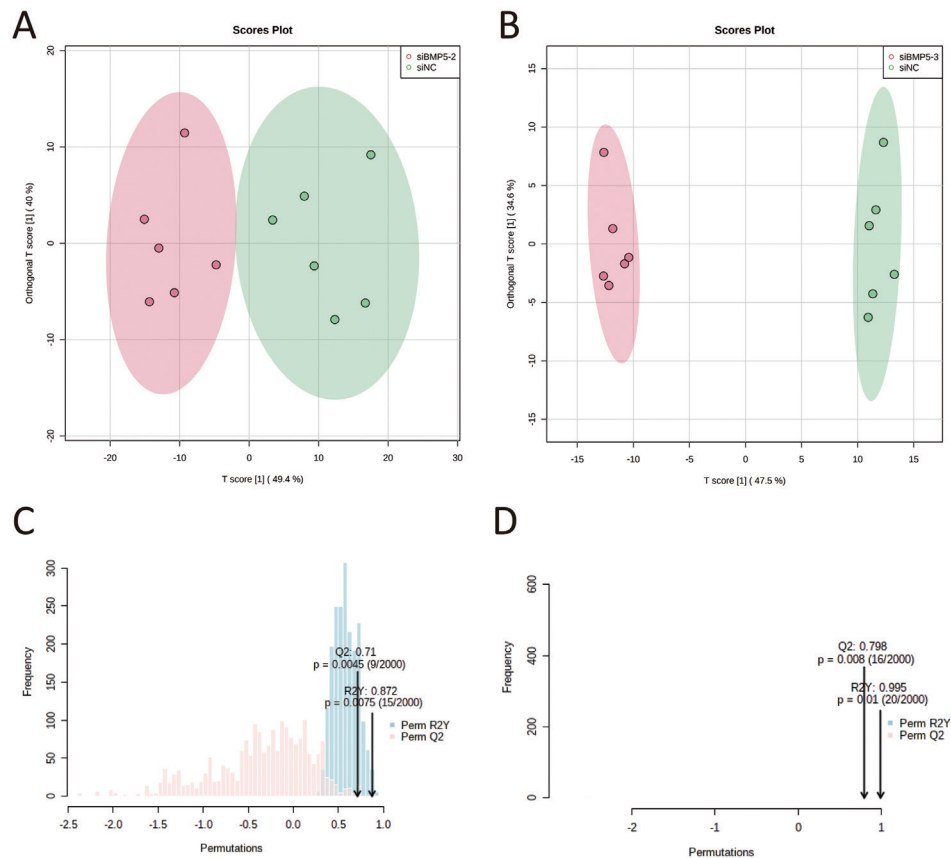 A
Scores Plot
siBMP5-2
siNC
Orthogonal T score [1] ( 40 %)
20
10
0
-10
-20
-20
-10
0
10
20
30
T score [1] ( 49.4 %)
B
Scores Plot
siBMP5-3
siNC
Orthogonal T score [1] ( 34.6 %)
15
10
5
0
-5
-10
-15
-15
-10
-5
0
5
10
15
T score [1] ( 47.5 %)
C
Frequency
300
250
200
150
100
50
0
Q2: 0.71
p = 0.0045 (9/2000)
R2Y: 0.872
p = 0.0075 (15/2000)
Perm R2Y
Perm Q2
-2.5
-2.0
-1.5
-1.0
-0.5
0.0
0.5
1.0
Permutations
D
Frequency
600
400
200
0
Q2: 0.798
p = 0.008 (16/2000)
R2Y: 0.995
p = 0.01 (20/2000)
Perm R2Y
Perm Q2
-2
-1
0
1
Permutations